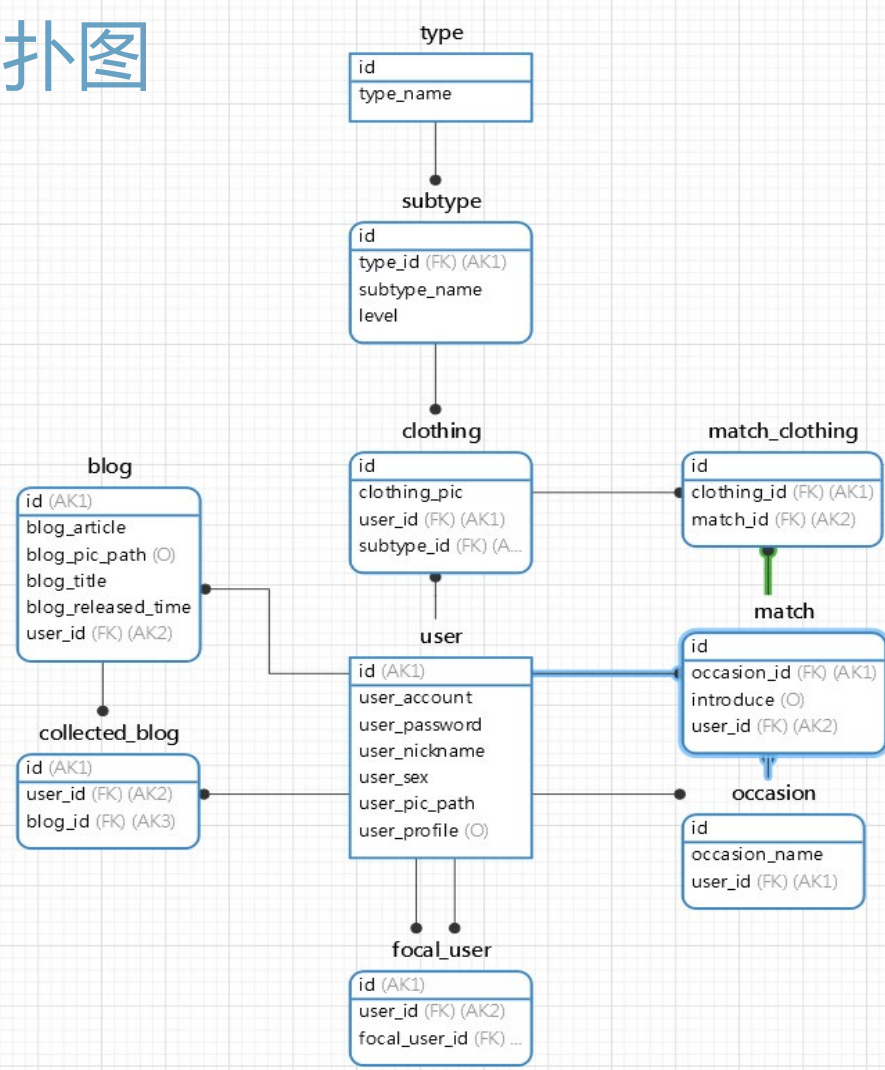 扑图
type
id
type_name
subtype
id
type_id (FK) (AK1)
subtype_name
level
clothing
id
clothing_pic
user_id (FK) (AK1)
subtype_id (FK) (A...
match_clothing
id
clothing_id (FK) (AK1)
match_id (FK) (AK2)
blog
id (AK1)
blog_article
blog_pic_path (O)
blog_title
blog_released_time
user_id (FK) (AK2)
user
id (AK1)
user_account
user_password
user_nickname
user_sex
user_pic_path
user_profile (O)
match
id
occasion_id (FK) (AK1)
introduce (O)
user_id (FK) (AK2)
collected_blog
id (AK1)
user_id (FK) (AK2)
blog_id (FK) (AK3)
occasion
id
occasion_name
user_id (FK) (AK1)
focal_user
id (AK1)
user_id (FK) (AK2)
focal_user_id (FK) ...